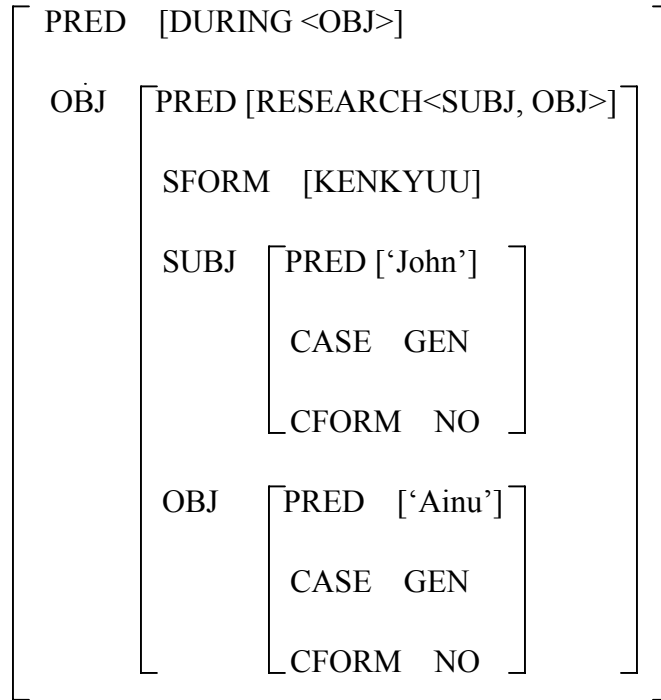 PRED [DURING <OBJ>]
OBJ PRED [RESEARCH<SUBJ, OBJ>]
SFORM [KENKYUU]
SUBJ PRED [‘John’]
CASE GEN
CFORM NO
OBJ PRED [‘Ainu’]
CASE GEN
CFORM NO